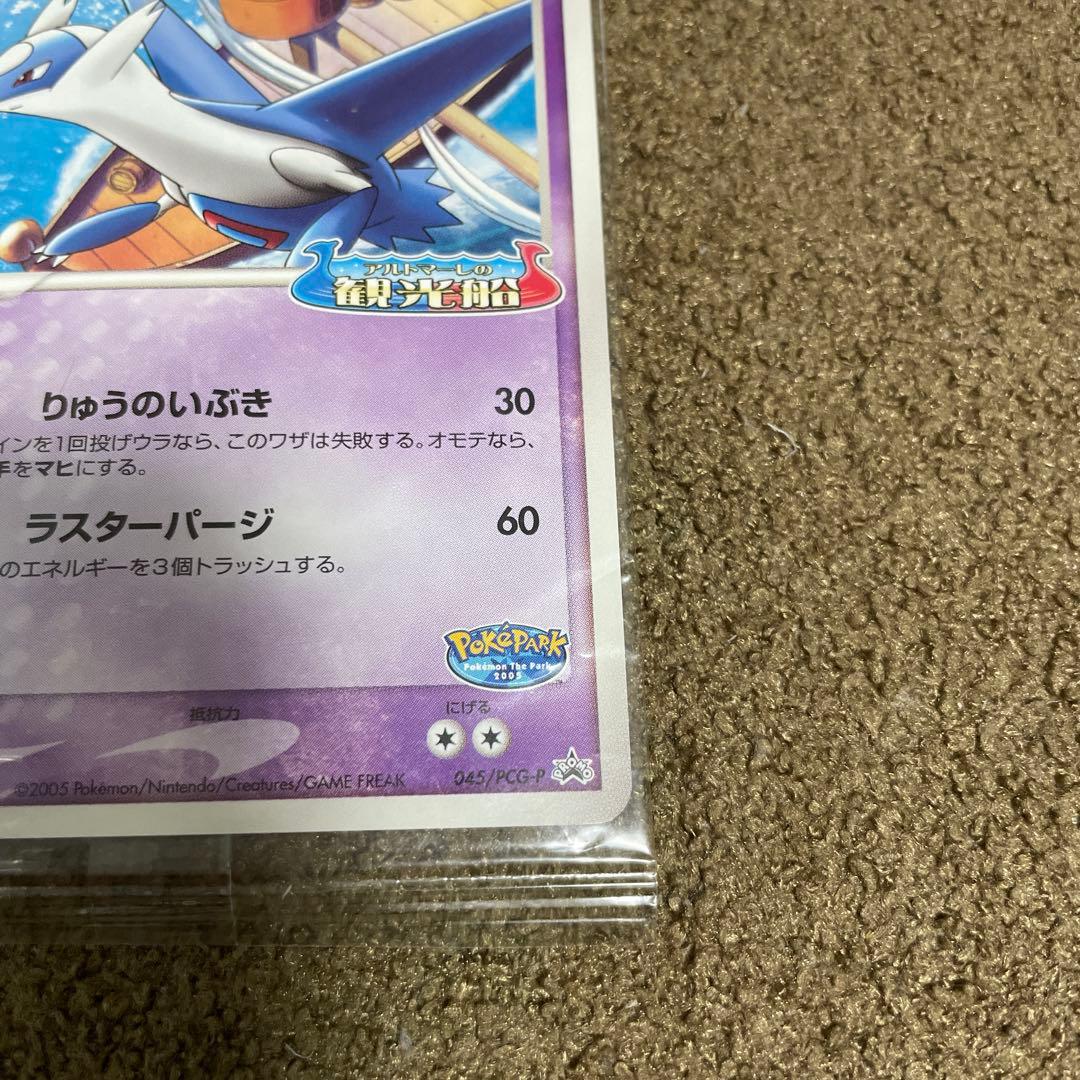 アルトマーレの
観光船
りゅうのいぶき 30
インを1回投げウラなら、このワザは失敗する。オモテなら、
手をマヒにする。
ラスターパージ 60
のエネルギーを3個トラッシュする。
POKéPARK
Pokémon The Park
2005
抵抗力 にげる
©2005 Pokémon/Nintendo/Creatures/GAME FREAK 045/PCG-P PROMO